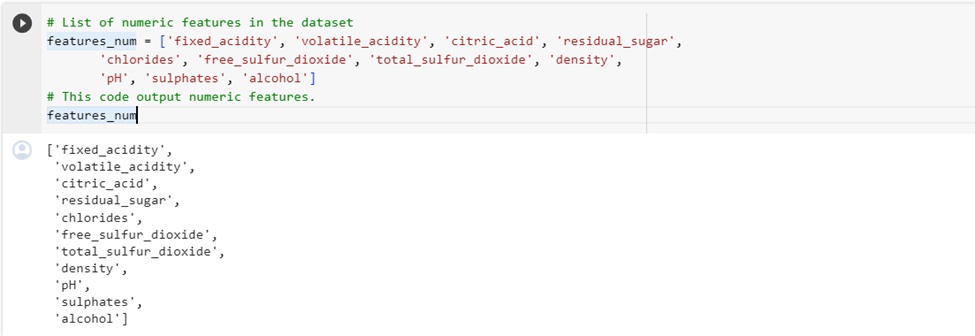 # List of numeric features in the dataset
features_num = ['fixed_acidity', 'volatile_acidity', 'citric_acid', 'residual_sugar',
'chlorides', 'free_sulfur_dioxide', 'total_sulfur_dioxide', 'density',
'pH', 'sulphates', 'alcohol']
# This code output numeric features.
features_num
['fixed_acidity',
'volatile_acidity',
'citric_acid',
'residual_sugar',
'chlorides',
'free_sulfur_dioxide',
'total_sulfur_dioxide',
'density',
'pH',
'sulphates',
'alcohol']